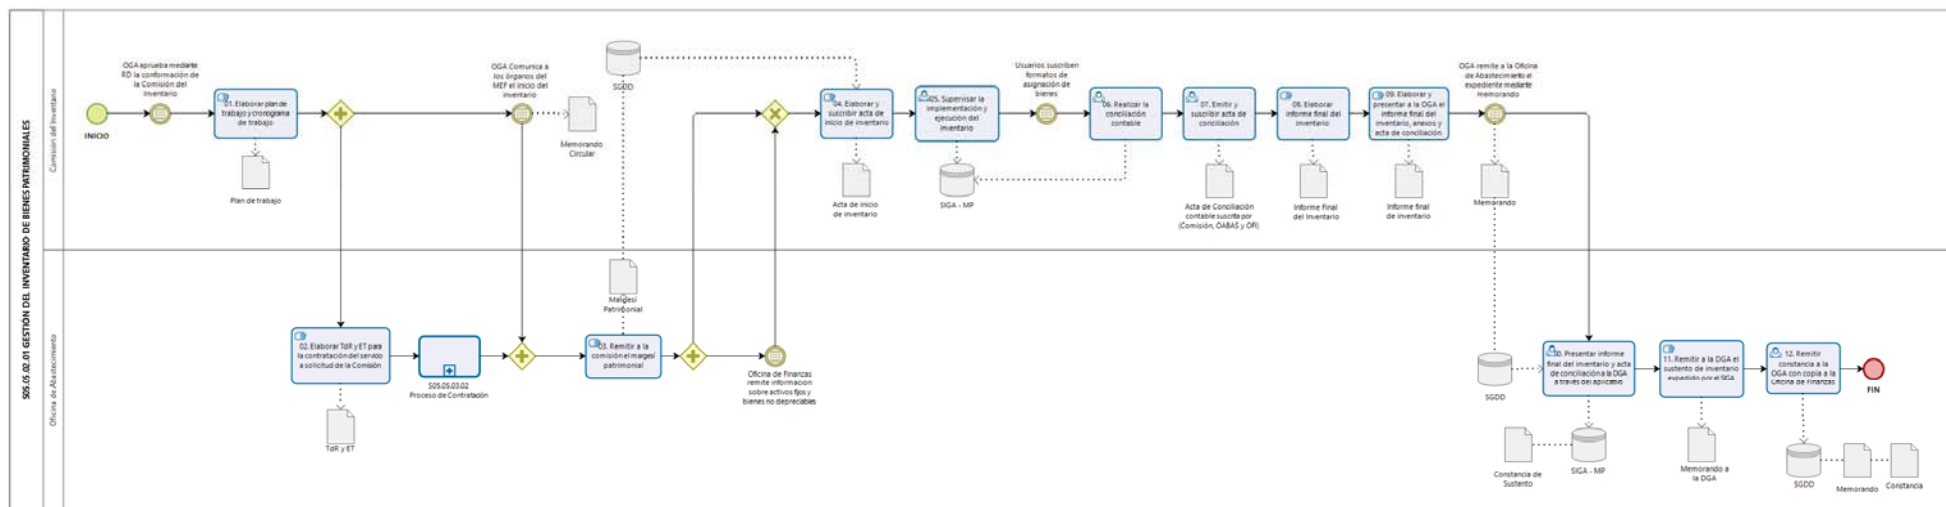 S05.05.02.01 GESTIÓN DEL INVENTARIO DE BIENES PATRIMONIALES
Comisión del Inventario
INICIO
OGA aprueba mediante
RD la conformación de
la Comisión del
Inventario
01. Elaborar plan de
trabajo y cronograma
de trabajo
Plan de trabajo
OGA Comunica a
los órganos del
MEF el inicio del
inventario
Memorando
Circular
SGDD
04. Elaborar y
suscribir acta de
inicio de inventario
Acta de inicio
de inventario
05. Supervisar la
implementación y
ejecución del
inventario
SIGA - MP
Usuarios suscriben
formatos de
asignación de
bienes
06. Realizar la
conciliación
contable
07. Emitir y
suscribir acta de
conciliación
Acta de Conciliación
contable suscrita por
(Comisión, OABAS y OFI)
08. Elaborar
informe final del
inventario
Informe Final
del Inventario
09. Elaborar y
presentar a la OGA el
informe final del
inventario, anexos y
acta de conciliación
Informe final
de inventario
OGA remite a la Oficina
de Abastecimiento el
expediente mediante
memorando
Memorando
Oficina de Abastecimiento
02. Elaborar TdR y ET para
la contratación del servicio
a solicitud de la Comisión
TdR y ET
S05.05.03.02
Proceso de Contratación
Margesí
Patrimonial
03. Remitir a la
comisión el margesí
patrimonial
Oficina de Finanzas
remite información
sobre activos fijos y
bienes no depreciables
SGDD
10. Presentar informe
final del inventario y acta
de conciliación a la DGA
a través del aplicativo
Constancia de
Sustento
SIGA - MP
11. Remitir a la DGA el
sustento de inventario
expedido por el SIGA
Memorando a
la DGA
12. Remitir
constancia a la
OGA con copia a la
Oficina de Finanzas
SGDD
Memorando
Constancia
FIN